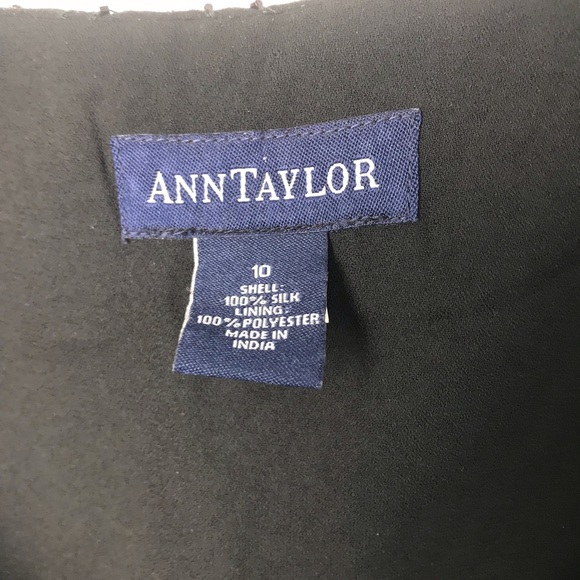 ANNTAYLOR
10
SHELL:
100% SILK
LINING:
100% POLYESTER
MADE IN
INDIA